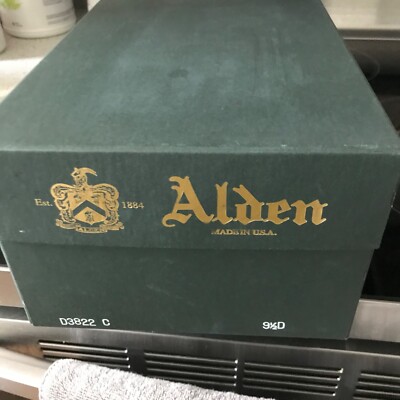 Est. 1884 Alden
MADE IN U.S.A.
D3822 C 9½D